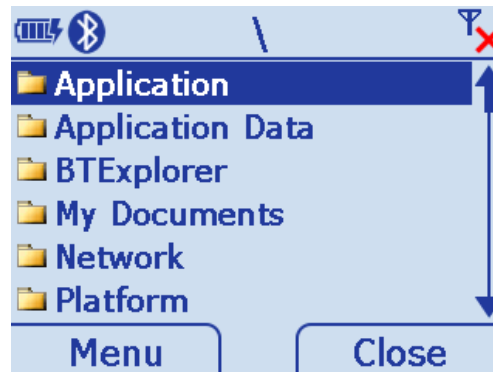 \
Application
Application Data
BTExplorer
My Documents
Network
Platform
Menu Close